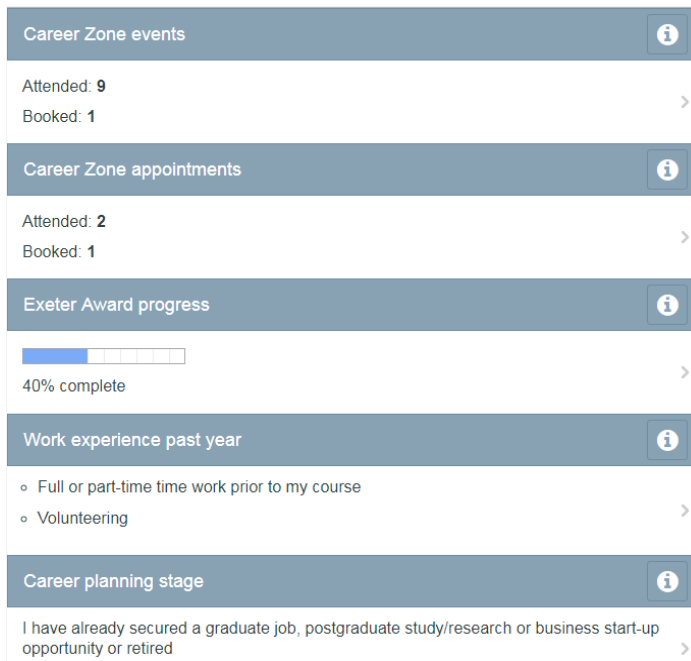 Career Zone events
Attended: 9
Booked: 1
Career Zone appointments
Attended: 2
Booked: 1
Exeter Award progress
40% complete
Work experience past year
Full or part-time time work prior to my course
Volunteering
Career planning stage
I have already secured a graduate job, postgraduate study/research or business start-up
opportunity or retired